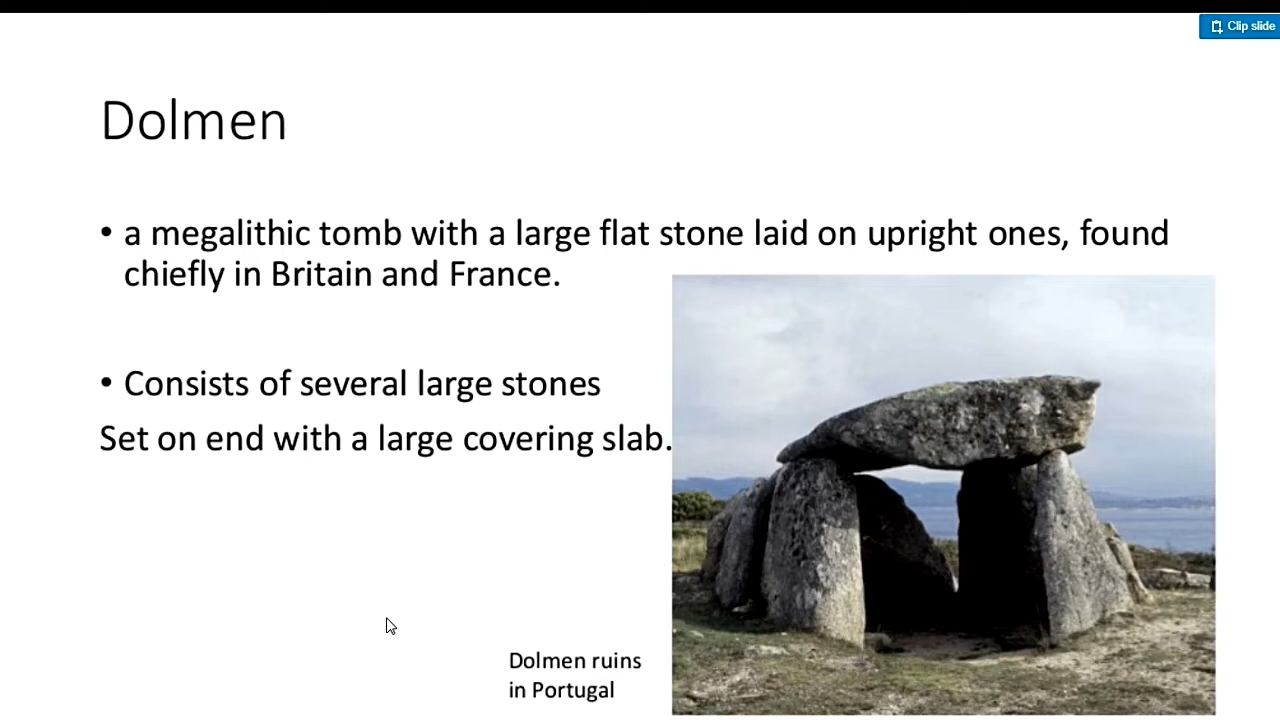 Clip slide
Dolmen
• a megalithic tomb with a large flat stone laid on upright ones, found
chiefly in Britain and France.
• Consists of several large stones
Set on end with a large covering slab.
Dolmen ruins
in Portugal